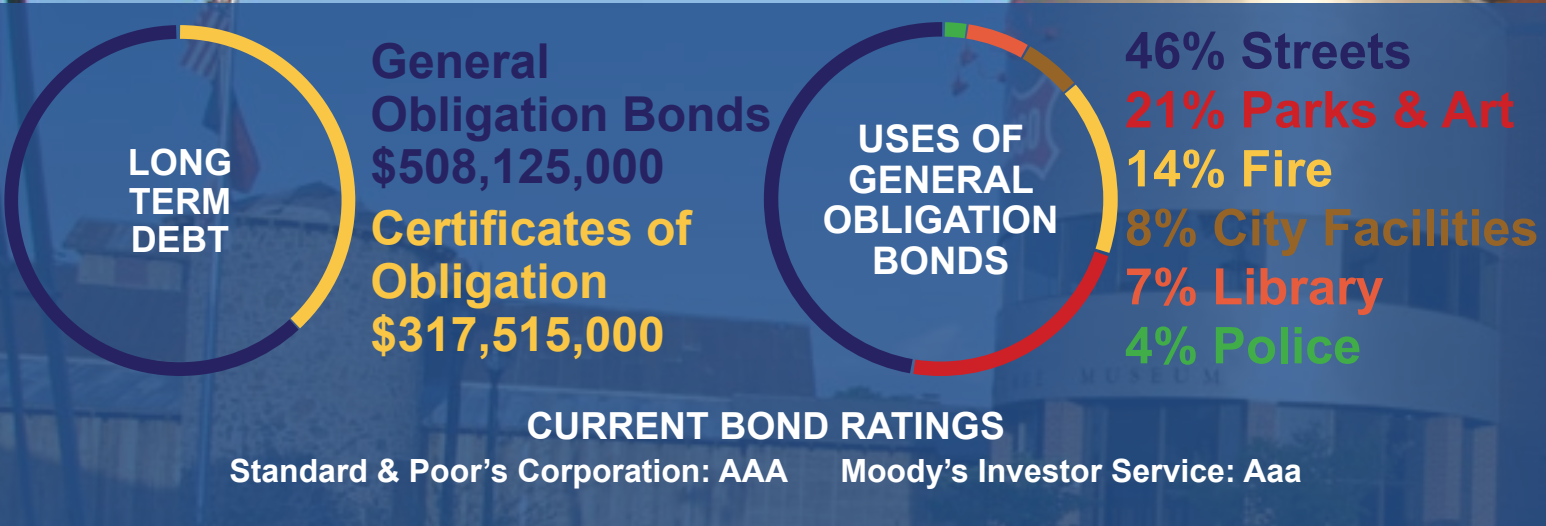 LONG
TERM
DEBT
General
Obligation Bonds
$508,125,000
Certificates of
Obligation
$317,515,000
USES OF
GENERAL
OBLIGATION
BONDS
46% Streets
21% Parks & Art
14% Fire
8% City Facilities
7% Library
4% Police
MUSEUM
CURRENT BOND RATINGS
Standard & Poor's Corporation: AAA Moody's Investor Service: Aaa